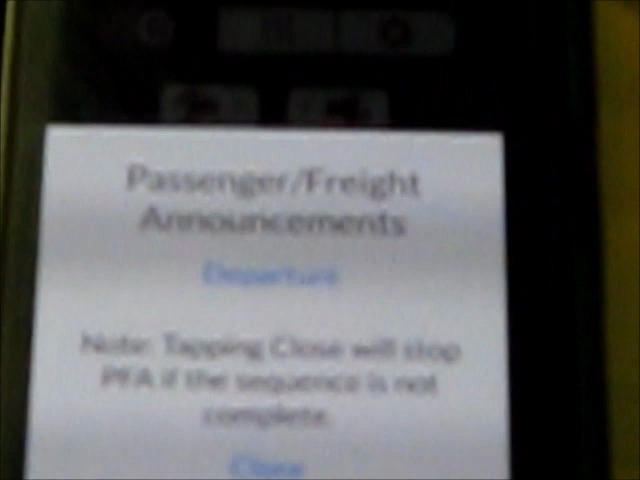 Passenger/Freight
Announcements
Departure
Note: Tapping Close will stop
PFA if the sequence is not
complete.
Close